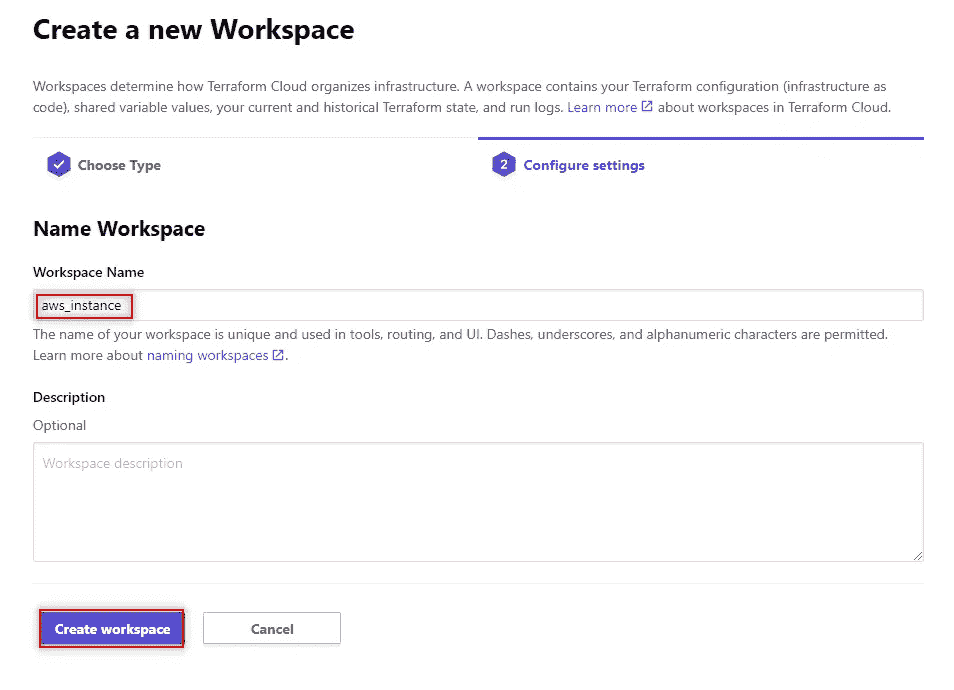 Create a new Workspace
Workspaces determine how Terraform Cloud organizes infrastructure. A workspace contains your Terraform configuration (infrastructure as
code), shared variable values, your current and historical Terraform state, and run logs. Learn more about workspaces in Terraform Cloud.
Choose Type
2 Configure settings
Name Workspace
Workspace Name
aws_instance
The name of your workspace is unique and used in tools, routing, and UI. Dashes, underscores, and alphanumeric characters are permitted.
Learn more about naming workspaces.
Description
Optional
Workspace description
Create workspace
Cancel